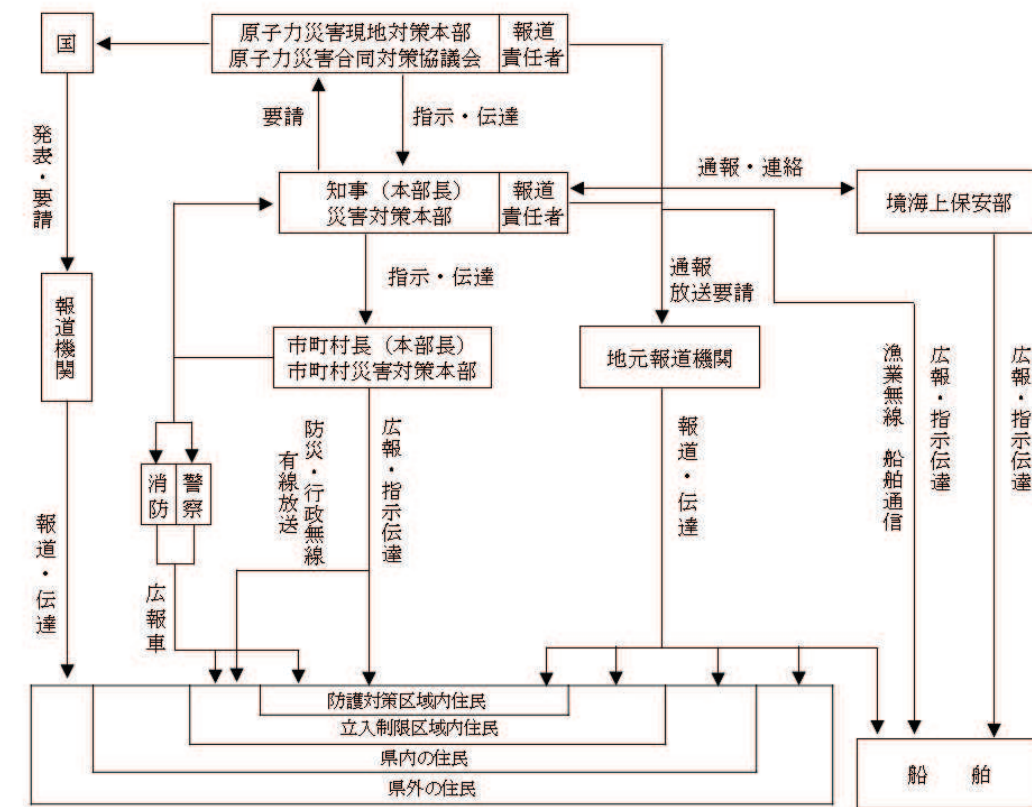 国
原子力災害現地対策本部
原子力災害合同対策協議会
報道
責任者
要請
指示・伝達
発表・要請
知事（本部長）
災害対策本部
報道
責任者
通報・連絡
境海上保安部
指示・伝達
通報
放送要請
報道機関
市町村長（本部長）
市町村災害対策本部
地元報道機関
漁業無線　船舶通信
広報・指示伝達
広報・指示伝達
消防
警察
防災・行政無線
有線放送
広報・指示伝達
報道・伝達
報道・伝達
広報車
防護対策区域内住民
立入制限区域内住民
県内の住民
県外の住民
船　舶